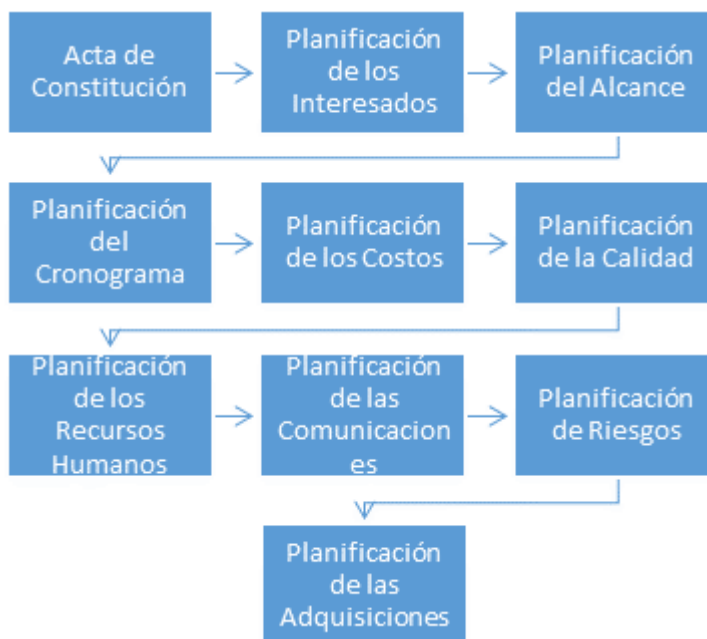 Acta de
Constitución
Planificación
de los
Interesados
Planificación
del Alcance
Planificación
del
Cronograma
Planificación
de los Costos
Planificación
de la Calidad
Planificación
de los
Recursos
Humanos
Planificación
de las
Comunicacion
es
Planificación
de Riesgos
Planificación
de las
Adquisiciones